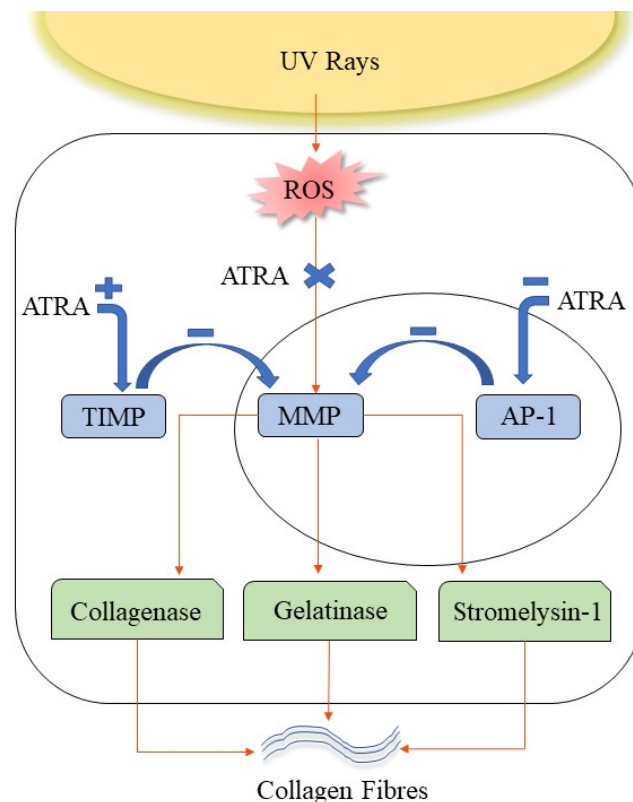 UV Rays
ROS
ATRA
ATRA
ATRA
TIMP
MMP
AP-1
Collagenase
Gelatinase
Stromelysin-1
Collagen Fibres